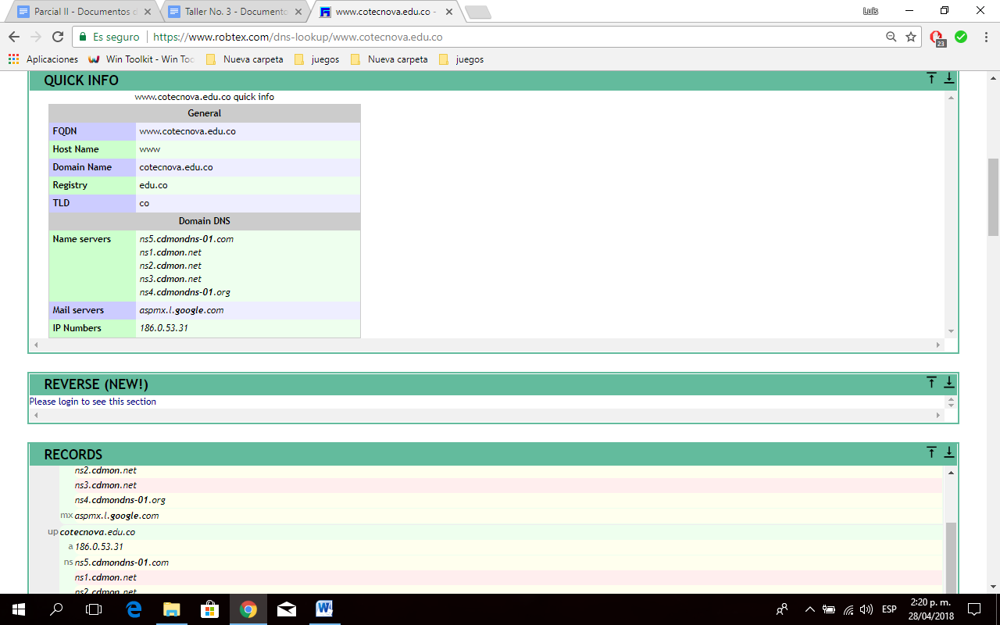 Parcial II - Documentos d
Taller No. 3 - Documento
www.cotecnova.edu.co -
Luis
Es seguro
https://www.robtex.com/dns-lookup/www.cotecnova.edu.co
23
Aplicaciones
Win Toolkit - Win Too
Nueva carpeta
juegos
Nueva carpeta
juegos
QUICK INFO
www.cotecnova.edu.co quick info
General
FQDN www.cotecnova.edu.co
Host Name www
Domain Name cotecnova.edu.co
Registry edu.co
TLD co
Domain DNS
Name servers ns5.cdmondns-01.com
ns1.cdmon.net
ns2.cdmon.net
ns3.cdmon.net
ns4.cdmondns-01.org
Mail servers aspmx.l.google.com
IP Numbers 186.0.53.31
REVERSE (NEW!)
Please login to see this section
RECORDS
ns2.cdmon.net
ns3.cdmon.net
ns4.cdmondns-01.org
mx aspmx.l.google.com
up cotecnova.edu.co
a 186.0.53.31
ns ns5.cdmondns-01.com
ns1.cdmon.net
ns2.cdmon.net
ESP
2:20 p. m.
28/04/2018